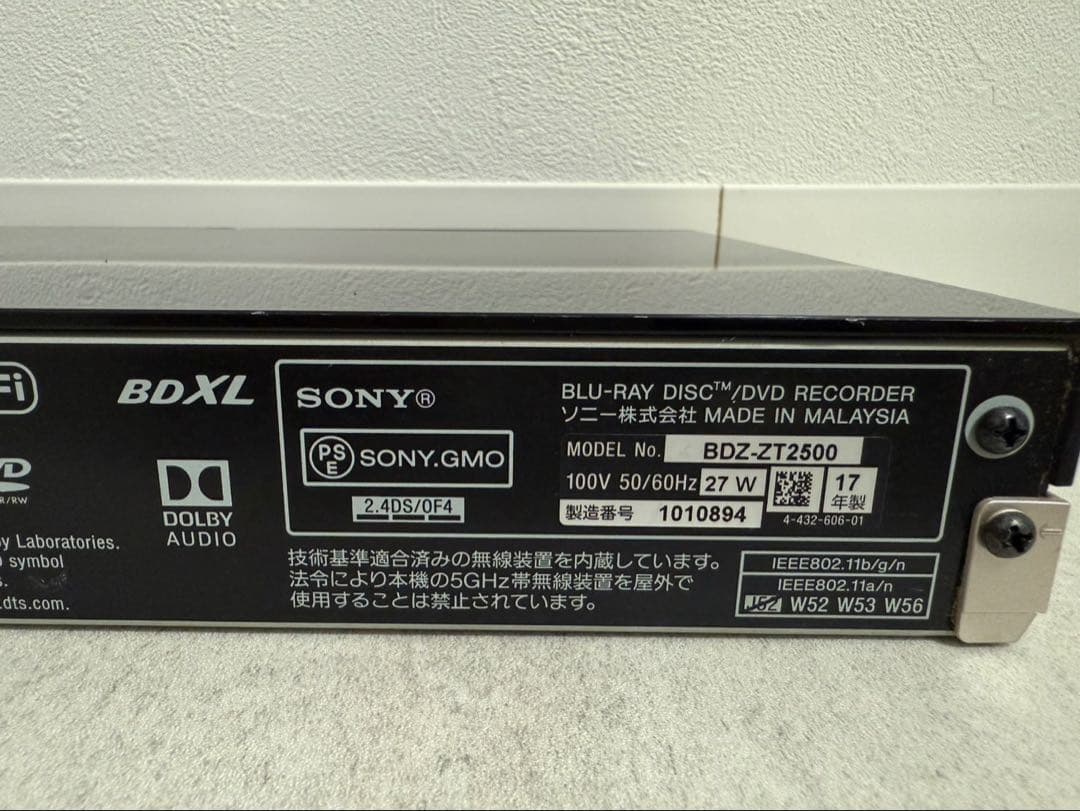 Fi
BDXL
R/RW
DOLBY
AUDIO
y Laboratories.
symbol
s.
dts.com.
SONY®
PS
E
SONY.GMO
2.4DS/OF4
BLU-RAY DISC™/DVD RECORDER
ソニー株式会社 MADE IN MALAYSIA
MODEL No. BDZ-ZT2500
100V 50/60Hz 27 W
17
年製
製造番号 1010894
4-432-606-01
技術基準適合済みの無線装置を内蔵しています。
法令により本機の5GHz帯無線装置を屋外で
使用することは禁止されています。
IEEE802.11b/g/n
IEEE802.11a/n
J52 W52 W53 W56